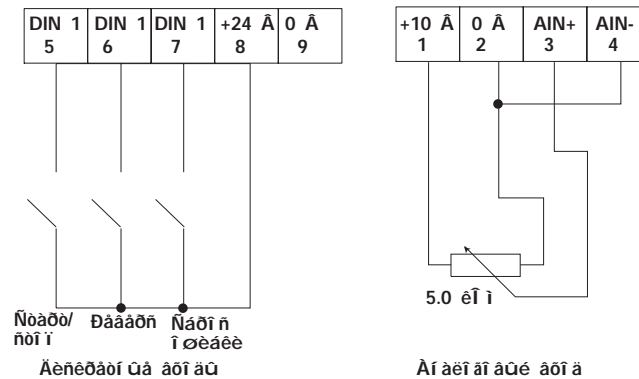 DIN 1 DIN 1 DIN 1 +24 Â 0 Â
5 6 7 8 9
+10 Â 0 Â AIN+ AIN-
1 2 3 4
5.0 êÎ ì
Ñòàðò/ Ðåâåðñ Ñáðî ñ
ñòî ï î øèáêè
Äèñêðåòí ûå âõî äû
Àí àëî ãî âûé âõî ä